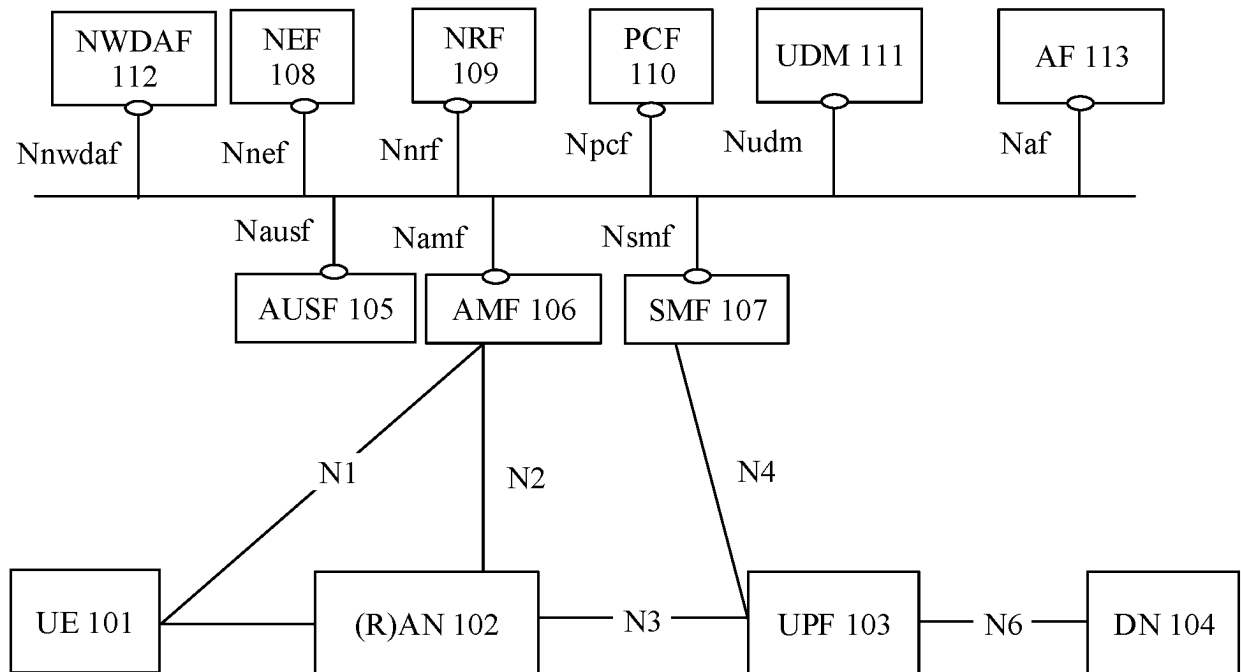 NWDAF
112
NEF
108
NRF
109
PCF
110
UDM 111
AF 113
Nnwdaf
Nnef
Nnrf
Npcf
Nudm
Naf
Nausf
Namf
Nsmf
AUSF 105
AMF 106
SMF 107
N1
N2
N4
UE 101
(R)AN 102
N3
UPF 103
N6
DN 104